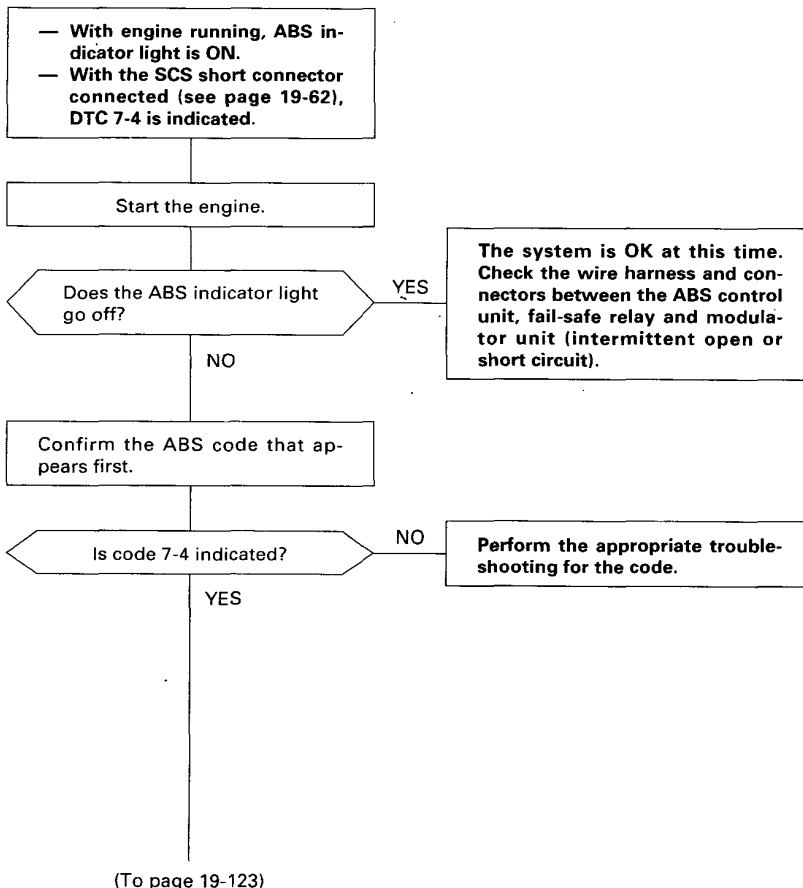 — With engine running, ABS in-
dicator light is ON.
— With the SCS short connector
connected (see page 19-62),
DTC 7-4 is indicated.
Start the engine.
Does the ABS indicator light
go off?
YES
The system is OK at this time.
Check the wire harness and con-
nectors between the ABS control
unit, fail-safe relay and modula-
tor unit (intermittent open or
short circuit).
NO
Confirm the ABS code that ap-
pears first.
Is code 7-4 indicated?
NO
Perform the appropriate trouble-
shooting for the code.
YES
(To page 19-123)